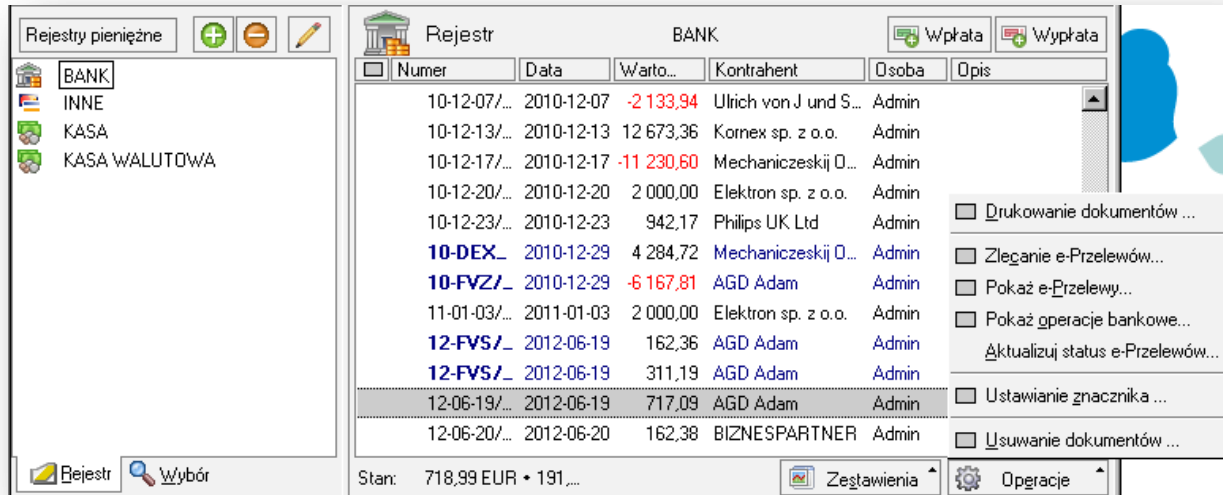 Rejestry pieniężne
BANK
INNE
KASA
KASA WALUTOWA
Rejestr
Wybór
Rejestr BANK Wpłata Wypłata
Numer Data Warto... Kontrahent Osoba Opis
10-12-07/... 2010-12-07 -2 133,94 Ulrich von J und S... Admin
10-12-13/... 2010-12-13 12 673,36 Kornex sp. z o.o. Admin
10-12-17/... 2010-12-17 -11 230,60 Mechaniczeskij O... Admin
10-12-20/... 2010-12-20 2 000,00 Elektron sp. z o.o. Admin
10-12-23/... 2010-12-23 942,17 Philips UK Ltd Admin
10-DEX... 2010-12-29 4 284,72 Mechaniczeskij O... Admin
10-FVZ/... 2010-12-29 -6 167,81 AGD Adam Admin
11-01-03/... 2011-01-03 2 000,00 Elektron sp. z o.o. Admin
12-FVS/... 2012-06-19 162,36 AGD Adam Admin
12-FVS/... 2012-06-19 311,19 AGD Adam Admin
12-06-19/... 2012-06-19 717,09 AGD Adam Admin
12-06-20/... 2012-06-20 162,38 BIZNESPARTNER Admin
Stan: 718,99 EUR • 191,... Zestawienia Operacje
Drukowanie dokumentów ...
Zlecanie e-Przelewów...
Pokaż e-Przelewy...
Pokaż operacje bankowe...
Aktualizuj status e-Przelewów...
Ustawianie znacznika ...
Usuwanie dokumentów ...